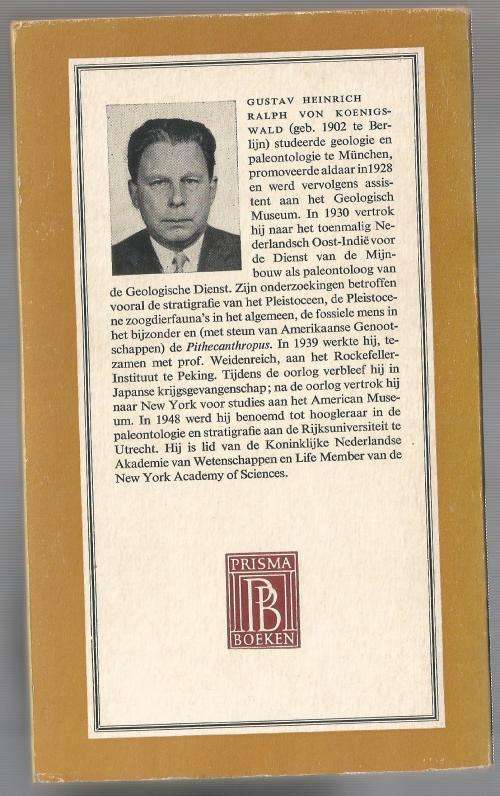 GUSTAV HEINRICH
RALPH VON KOENIGS-
WALD (geb. 1902 te Ber-
lijn) studeerde geologie en
paleontologie te München,
promoveerde aldaar in 1928
en werd vervolgens assis-
tent aan het Geologisch
Museum. In 1930 vertrok
hij naar het toenmalig Ne-
derlandsch Oost-Indië voor
de Dienst van de Mijn-
bouw als paleontoloog van
de Geologische Dienst. Zijn onderzoekingen betroffen
vooral de stratigrafie van het Pleistoceen, de Pleistoce-
ne zoogdierfauna's in het algemeen, de fossiele mens in
het bijzonder en (met steun van Amerikaanse Genoot-
schappen) de Pithecanthropus. In 1939 werkte hij, te-
zamen met prof. Weidenreich, aan het Rockefeller-
Instituut te Peking. Tijdens de oorlog verbleef hij in
Japanse krijgsgevangenschap; na de oorlog vertrok hij
naar New York voor studies aan het American Muse-
um. In 1948 werd hij benoemd tot hoogleraar in de
paleontologie en stratigrafie aan de Rijksuniversiteit te
Utrecht. Hij is lid van de Koninklijke Nederlandse
Akademie van Wetenschappen en Life Member van de
New York Academy of Sciences.
PRISMA
PB
BOEKEN